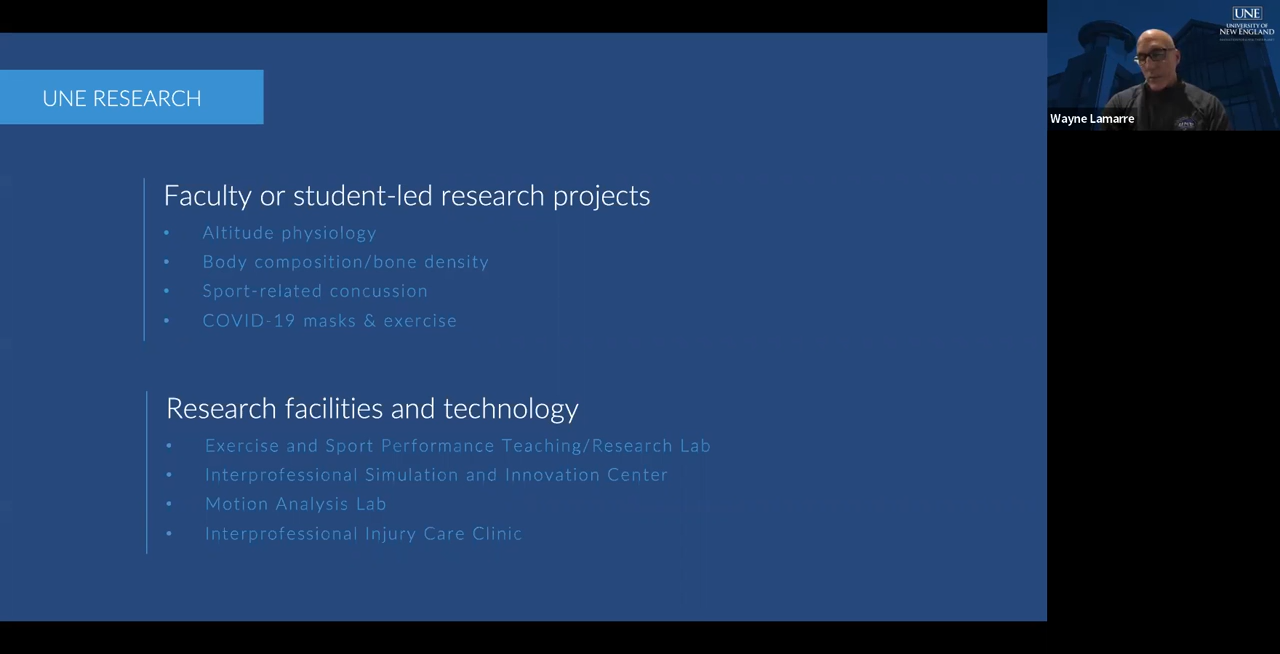 UNE RESEARCH
Faculty or student-led research projects
• Altitude physiology
• Body composition/bone density
• Sport-related concussion
• COVID-19 masks & exercise
Research facilities and technology
• Exercise and Sport Performance Teaching/Research Lab
• Interprofessional Simulation and Innovation Center
• Motion Analysis Lab
• Interprofessional Injury Care Clinic
UNE
UNIVERSITY OF
NEW ENGLAND
Wayne Lamarre